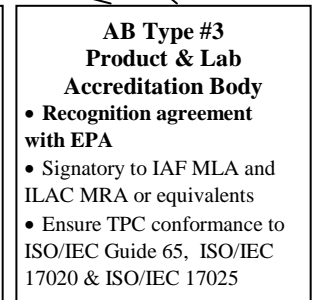 AB Type #3
Product & Lab
Accreditation Body
• Recognition agreement
with EPA
• Signatory to IAF MLA and
ILAC MRA or equivalents
• Ensure TPC conformance to
ISO/IEC Guide 65, ISO/IEC
17020 & ISO/IEC 17025